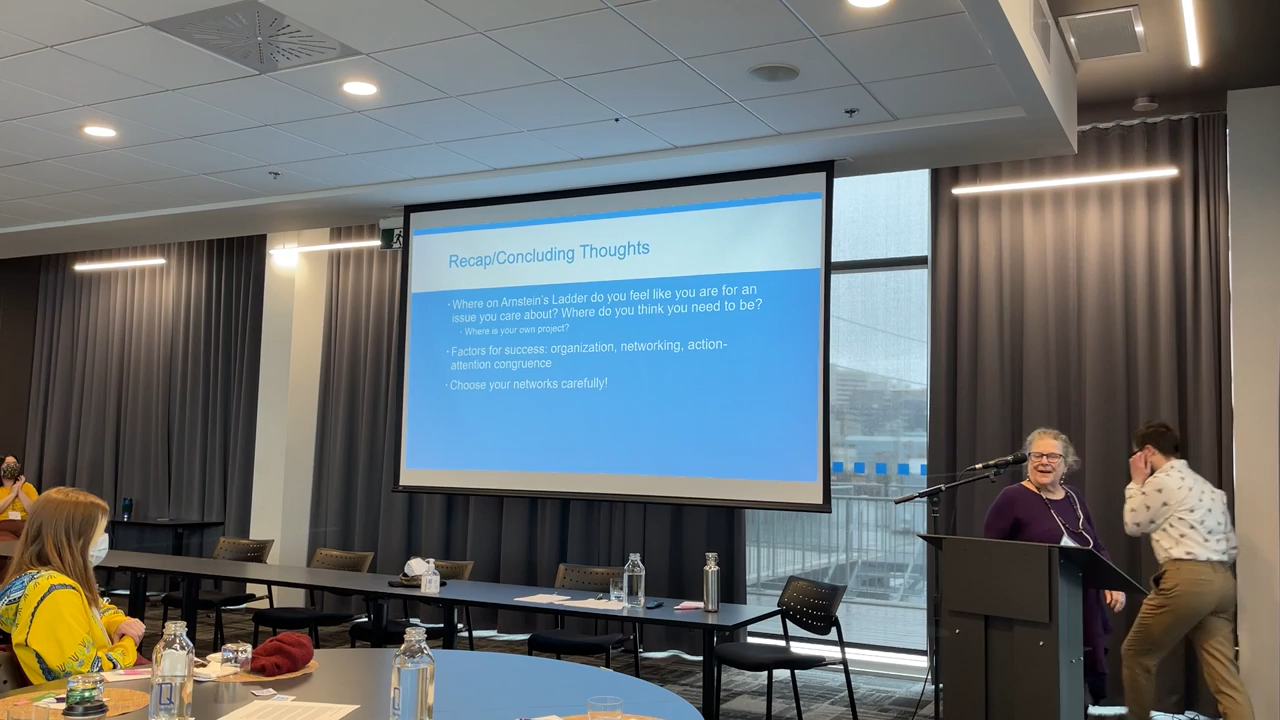 Recap/Concluding Thoughts
· Where on Arnstein's Ladder do you feel like you are for an
issue you care about? Where do you think you need to be?
· Where is your own project?
· Factors for success: organization, networking, action-
attention congruence
· Choose your networks carefully!